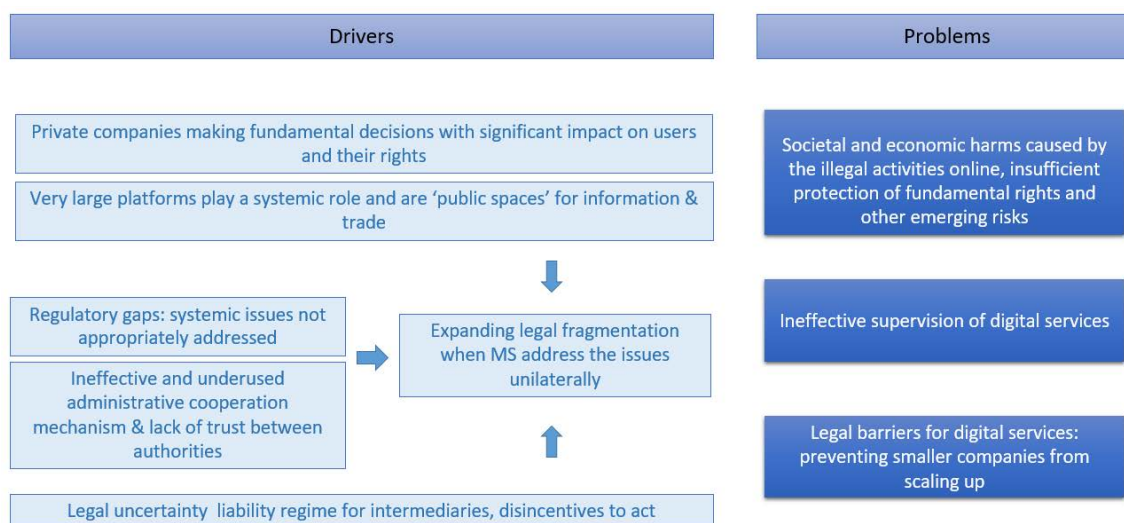 Drivers
Problems
Private companies making fundamental decisions with significant impact on users
and their rights
Very large platforms play a systemic role and are ‘public spaces’ for information &
trade
Regulatory gaps: systemic issues not
appropriately addressed
Ineffective and underused
administrative cooperation
mechanism & lack of trust between
authorities
Expanding legal fragmentation
when MS address the issues
unilaterally
Legal uncertainty liability regime for intermediaries, disincentives to act
Societal and economic harms caused by
the illegal activities online, insufficient
protection of fundamental rights and
other emerging risks
Ineffective supervision of digital services
Legal barriers for digital services:
preventing smaller companies from
scaling up